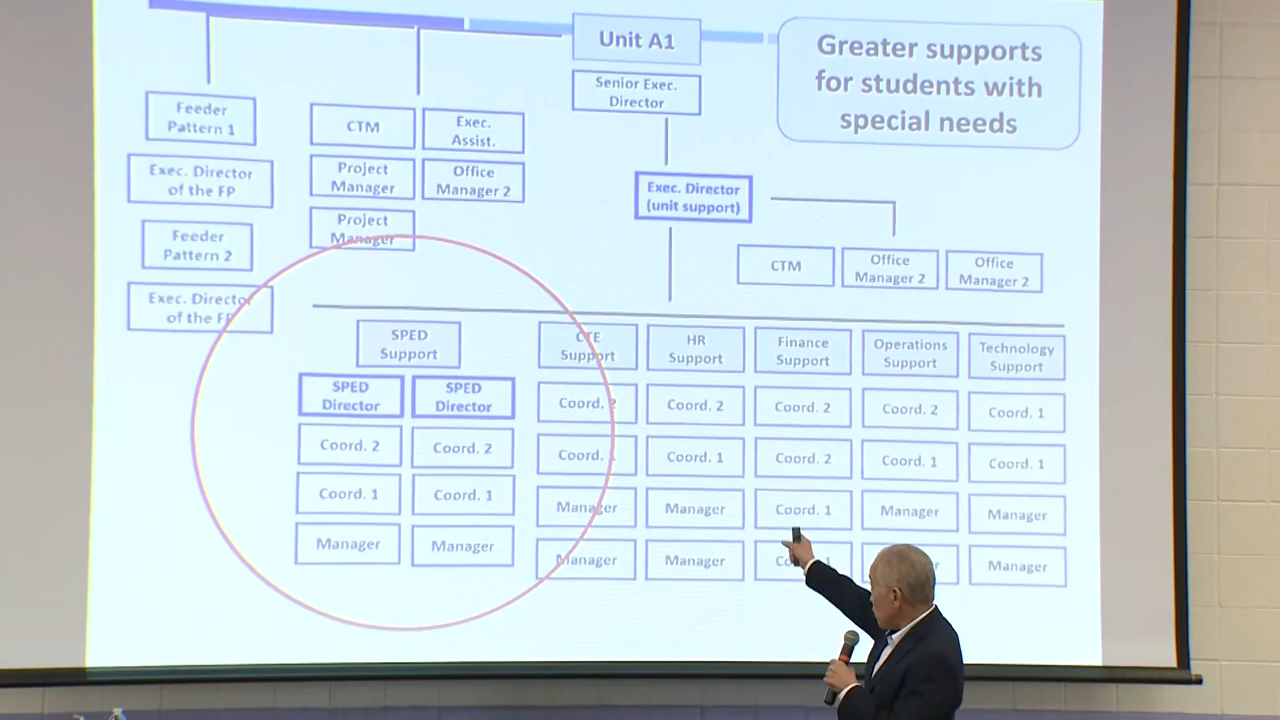 Unit A1
Greater supports
for students with
special needs
Senior Exec.
Director
Feeder
Pattern 1
CTM
Exec.
Assist.
Exec. Director
of the FP
Project
Manager
Office
Manager 2
Exec. Director
(unit support)
Feeder
Pattern 2
Project
Manager
CTM
Office
Manager 2
Office
Manager 2
Exec. Director
of the FP
SPED
Support
CTE
Support
HR
Support
Finance
Support
Operations
Support
Technology
Support
SPED
Director
SPED
Director
Coord. 2
Coord. 2
Coord. 2
Coord. 2
Coord. 1
Coord. 2
Coord. 2
Coord. 1
Coord. 1
Coord. 2
Coord. 1
Coord. 1
Coord. 1
Coord. 1
Manager
Manager
Coord. 1
Manager
Manager
Manager
Manager
Manager
Manager
Manager